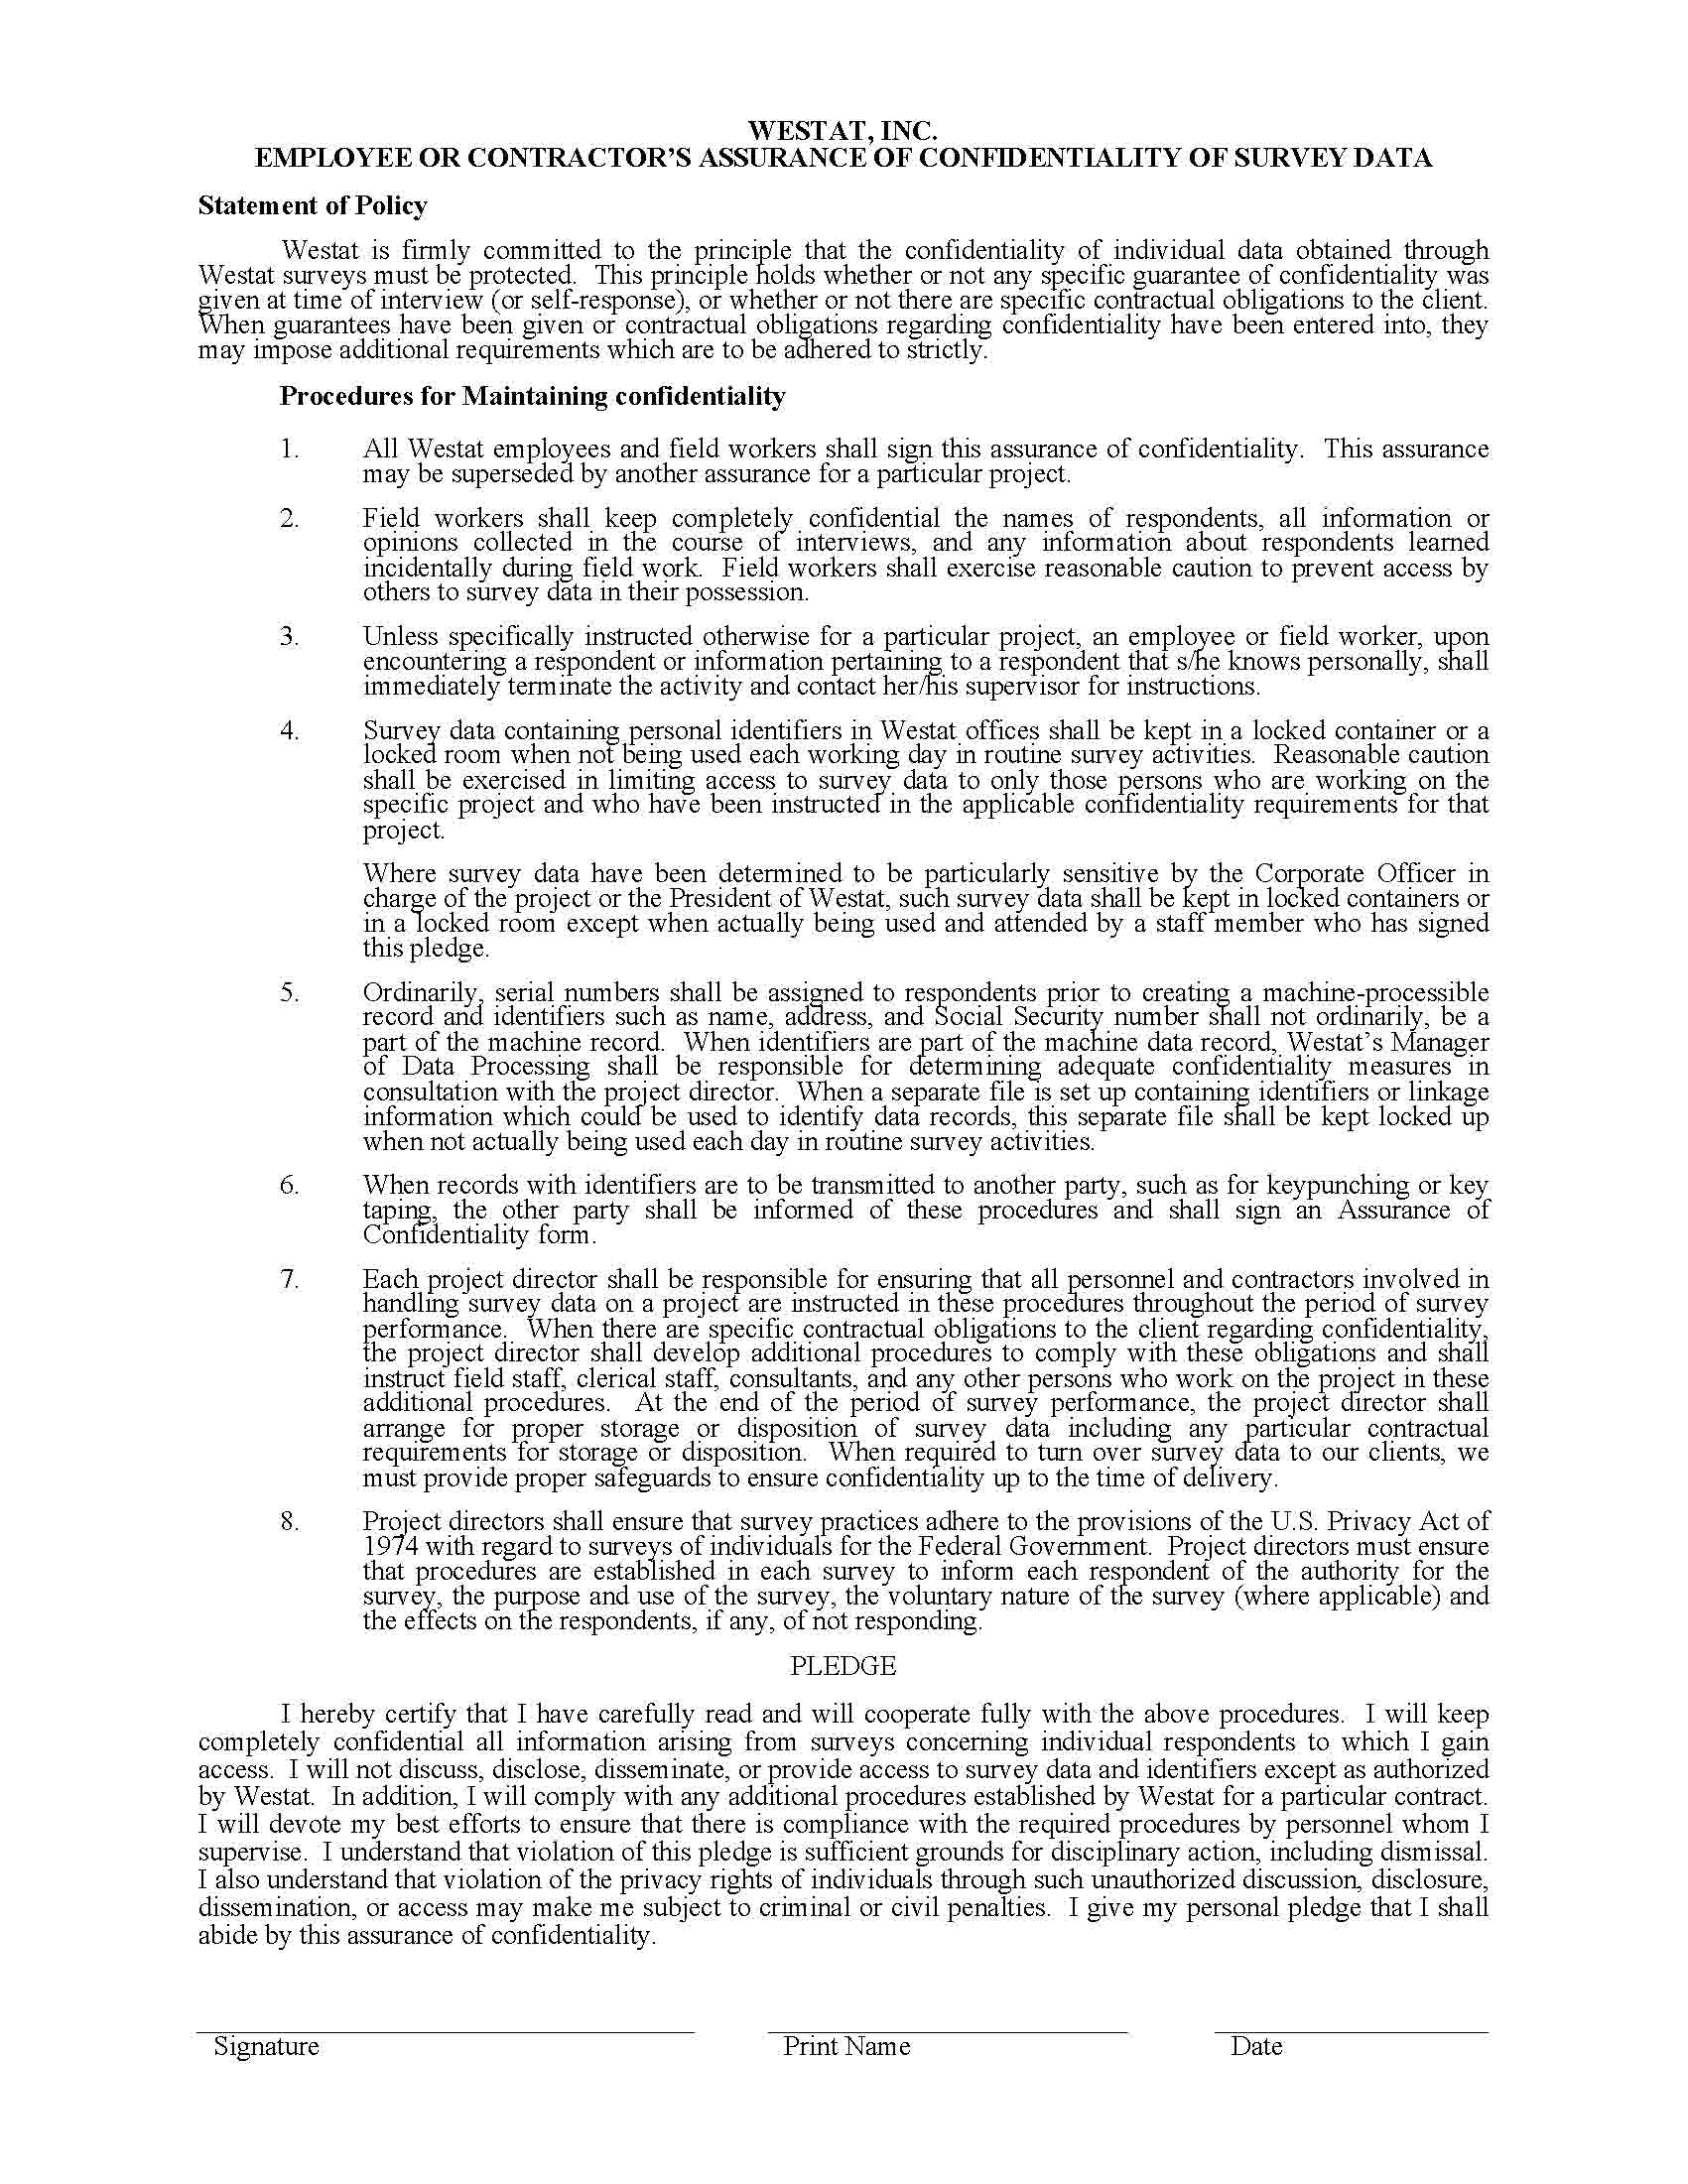 WESTAT, INC.
EMPLOYEE OR CONTRACTOR’S ASSURANCE OF CONFIDENTIALITY OF SURVEY DATA
Statement of Policy
Westat is firmly committed to the principle that the confidentiality of individual data obtained through
Westat surveys must be protected. This principle holds whether or not any specific guarantee of confidentiality was
given at time of interview (or self-response), or whether or not there are specific contractual obligations to the client.
When guarantees have been given or contractual obligations regarding confidentiality have been entered into, they
may impose additional requirements which are to be adhered to strictly.
Procedures for Maintaining confidentiality
1. All Westat employees and field workers shall sign this assurance of confidentiality. This assurance
may be superseded by another assurance for a particular project.
2. Field workers shall keep completely confidential the names of respondents, all information or
opinions collected in the course of interviews, and any information about respondents learned
incidentally during field work. Field workers shall exercise reasonable caution to prevent access by
others to survey data in their possession.
3. Unless specifically instructed otherwise for a particular project, an employee or field worker, upon
encountering a respondent or information pertaining to a respondent that s/he knows personally, shall
immediately terminate the activity and contact her/his supervisor for instructions.
4. Survey data containing personal identifiers in Westat offices shall be kept in a locked container or a
locked room when not being used each working day in routine survey activities. Reasonable caution
shall be exercised in limiting access to survey data to only those persons who are working on the
specific project and who have been instructed in the applicable confidentiality requirements for that
project.
Where survey data have been determined to be particularly sensitive by the Corporate Officer in
charge of the project or the President of Westat, such survey data shall be kept in locked containers or
in a locked room except when actually being used and attended by a staff member who has signed
this pledge.
5. Ordinarily, serial numbers shall be assigned to respondents prior to creating a machine-processible
record and identifiers such as name, address, and Social Security number shall not ordinarily, be a
part of the machine record. When identifiers are part of the machine data record, Westat’s Manager
of Data Processing shall be responsible for determining adequate confidentiality measures in
consultation with the project director. When a separate file is set up containing identifiers or linkage
information which could be used to identify data records, this separate file shall be kept locked up
when not actually being used each day in routine survey activities.
6. When records with identifiers are to be transmitted to another party, such as for keypunching or key
taping, the other party shall be informed of these procedures and shall sign an Assurance of
Confidentiality form.
7. Each project director shall be responsible for ensuring that all personnel and contractors involved in
handling survey data on a project are instructed in these procedures throughout the period of survey
performance. When there are specific contractual obligations to the client regarding confidentiality,
the project director shall develop additional procedures to comply with these obligations and shall
instruct field staff, clerical staff, consultants, and any other persons who work on the project in these
additional procedures. At the end of the period of survey performance, the project director shall
arrange for proper storage or disposition of survey data including any particular contractual
requirements for storage or disposition. When required to turn over survey data to our clients, we
must provide proper safeguards to ensure confidentiality up to the time of delivery.
8. Project directors shall ensure that survey practices adhere to the provisions of the U.S. Privacy Act of
1974 with regard to surveys of individuals for the Federal Government. Project directors must ensure
that procedures are established in each survey to inform each respondent of the authority for the
survey, the purpose and use of the survey, the voluntary nature of the survey (where applicable) and
the effects on the respondents, if any, of not responding.
PLEDGE
I hereby certify that I have carefully read and will cooperate fully with the above procedures. I will keep
completely confidential all information arising from surveys concerning individual respondents to which I gain
access. I will not discuss, disclose, disseminate, or provide access to survey data and identifiers except as authorized
by Westat. In addition, I will comply with any additional procedures established by Westat for a particular contract.
I will devote my best efforts to ensure that there is compliance with the required procedures by personnel whom I
supervise. I understand that violation of this pledge is sufficient grounds for disciplinary action, including dismissal.
I also understand that violation of the privacy rights of individuals through such unauthorized discussion, disclosure,
dissemination, or access may make me subject to criminal or civil penalties. I give my personal pledge that I shall
abide by this assurance of confidentiality.
Signature Print Name Date